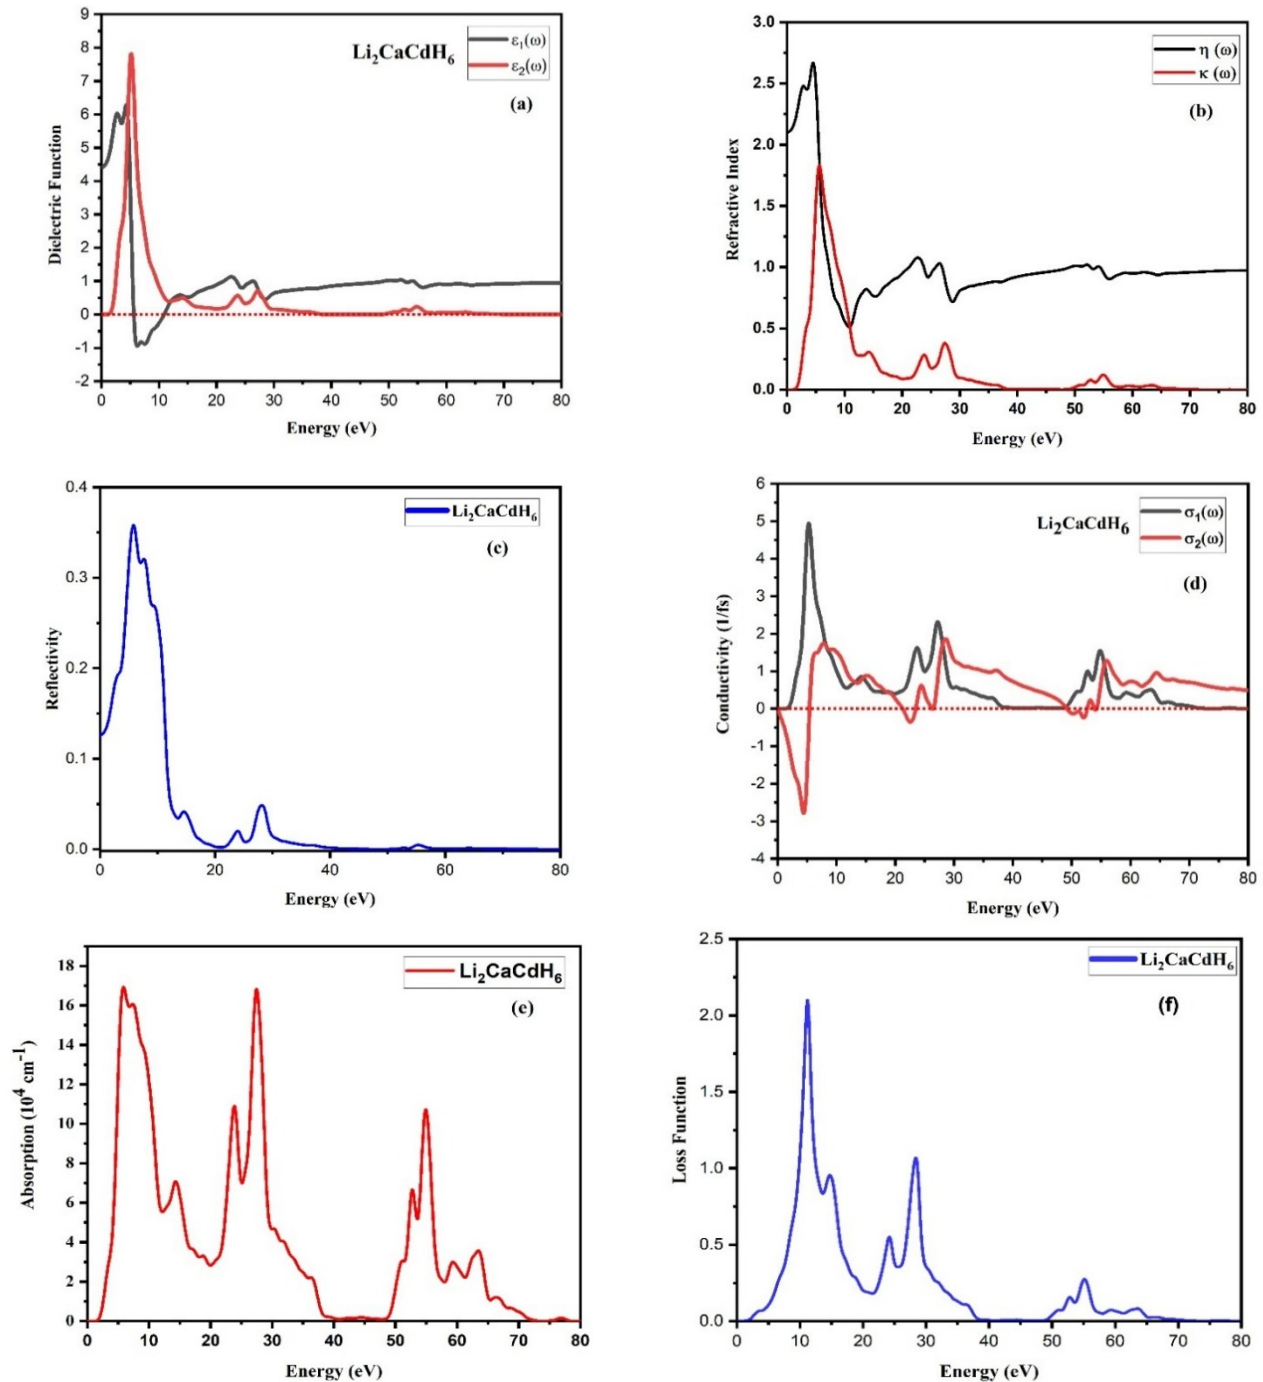 Li₂CaCdH₆
ε₁(ω)
ε₂(ω)
(a)
Dielectric Function
9
8
7
6
5
4
3
2
1
0
-1
-2
0 10 20 30 40 50 60 70 80
Energy (eV)
η (ω)
κ (ω)
(b)
Refractive Index
3.0
2.5
2.0
1.5
1.0
0.5
0.0
0 10 20 30 40 50 60 70 80
Energy (eV)
Li₂CaCdH₆
(c)
Reflectivity
0.4
0.3
0.2
0.1
0.0
0 20 40 60 80
Energy (eV)
Li₂CaCdH₆
σ₁(ω)
σ₂(ω)
(d)
Conductivity (1/fs)
6
5
4
3
2
1
0
-1
-2
-3
-4
0 10 20 30 40 50 60 70 80
Energy (eV)
Li₂CaCdH₆
(e)
Absorption (10⁴ cm⁻¹)
18
16
14
12
10
8
6
4
2
0
0 10 20 30 40 50 60 70 80
Energy (eV)
Li₂CaCdH₆
(f)
Loss Function
2.5
2.0
1.5
1.0
0.5
0.0
0 10 20 30 40 50 60 70 80
Energy (eV)